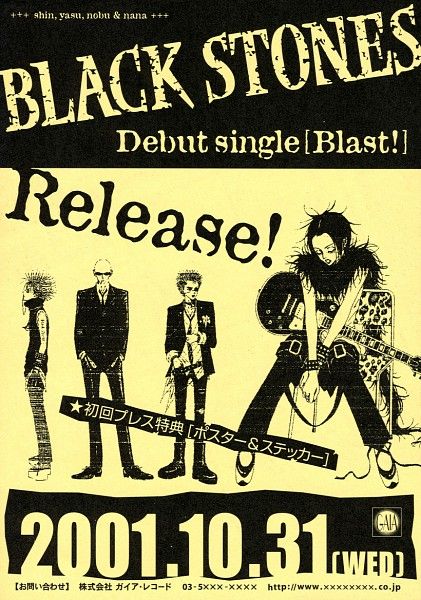 +++ shin, yasu, nobu & nana +++
BLACK STONES
Debut single [Blast!]
Release!
★初回プレス特典 [ポスター&ステッカー]
GAIA
2001.10.31 (WED)
【お問い合わせ】 株式会社 ガイア・レコード 03-5×××-×××× http://www.××××××××.co.jp